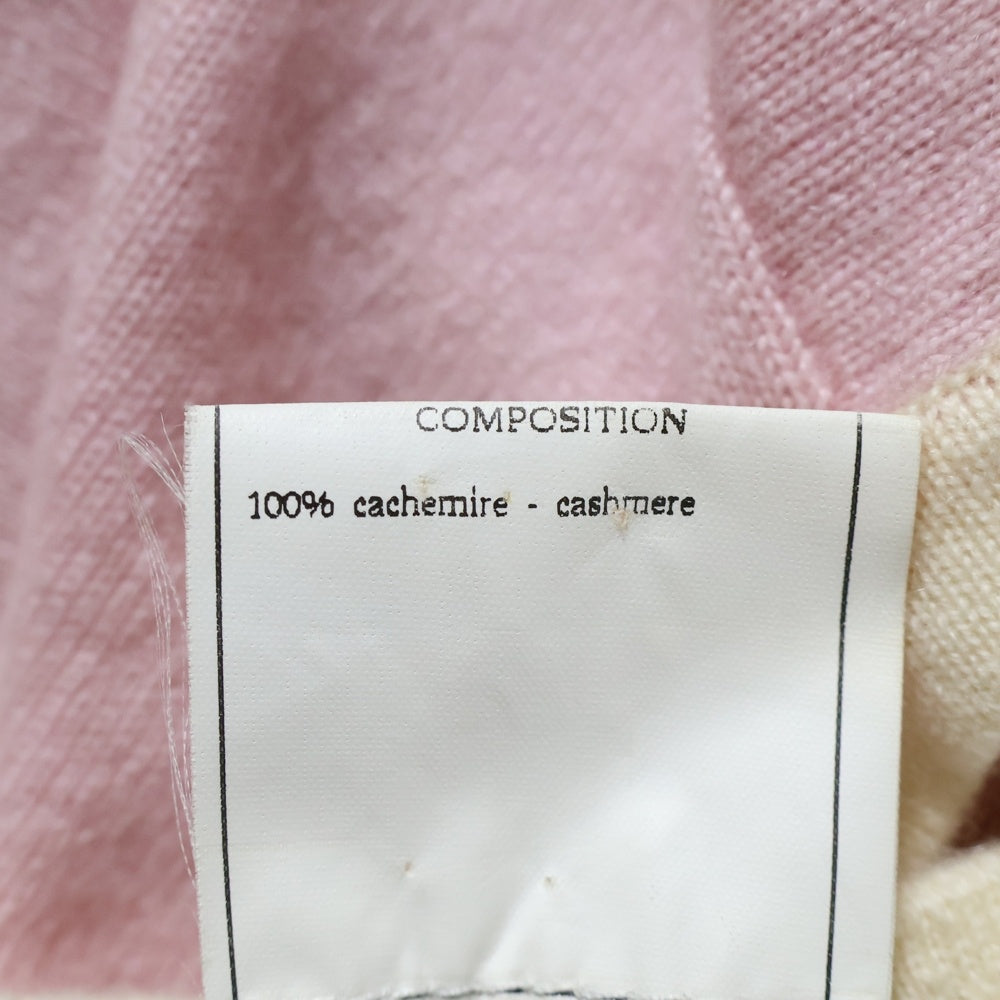 COMPOSITION
100% cachemire - cashmere